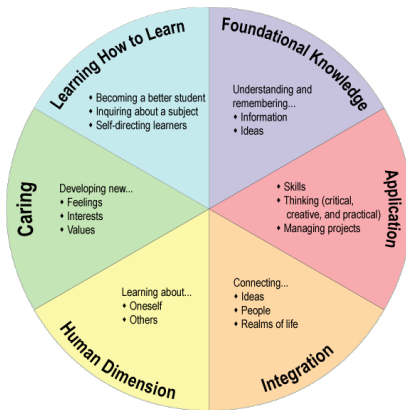 Foundational Knowledge
Understanding and
remembering...
♦ Information
♦ Ideas
Application
♦ Skills
♦ Thinking (critical,
creative, and practical)
♦ Managing projects
Integration
Connecting...
♦ Ideas
♦ People
♦ Realms of life
Human Dimension
Learning about...
♦ Oneself
♦ Others
Caring
Developing new...
♦ Feelings
♦ Interests
♦ Values
Learning How to Learn
♦ Becoming a better student
♦ Inquiring about a subject
♦ Self-directing learners